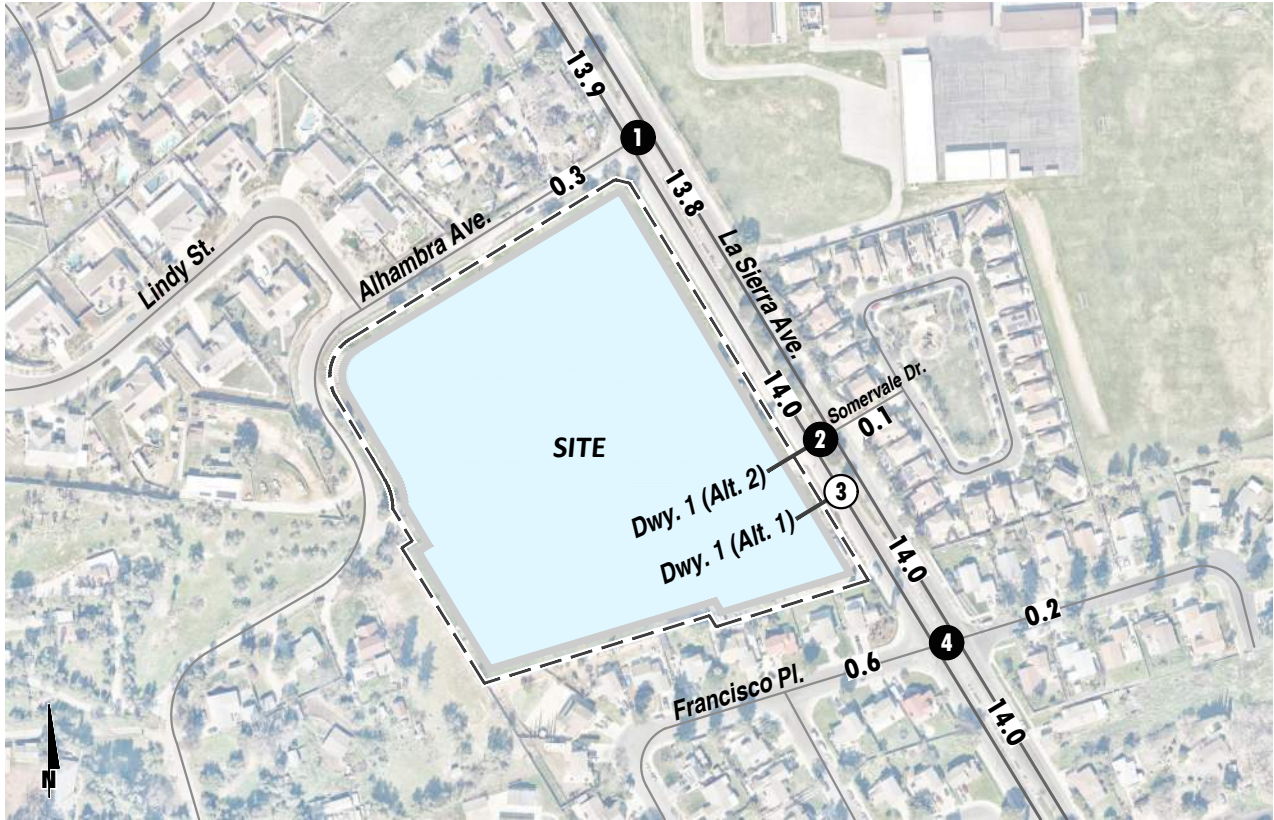 13.9
1
0.3
13.8
Alhambra Ave.
Lindy St.
La Sierra Ave.
14.0
Somervale Dr.
0.1
2
SITE
Dwy. 1 (Alt. 2)
3
Dwy. 1 (Alt. 1)
14.0
0.2
4
0.6
Francisco Pl.
14.0
N